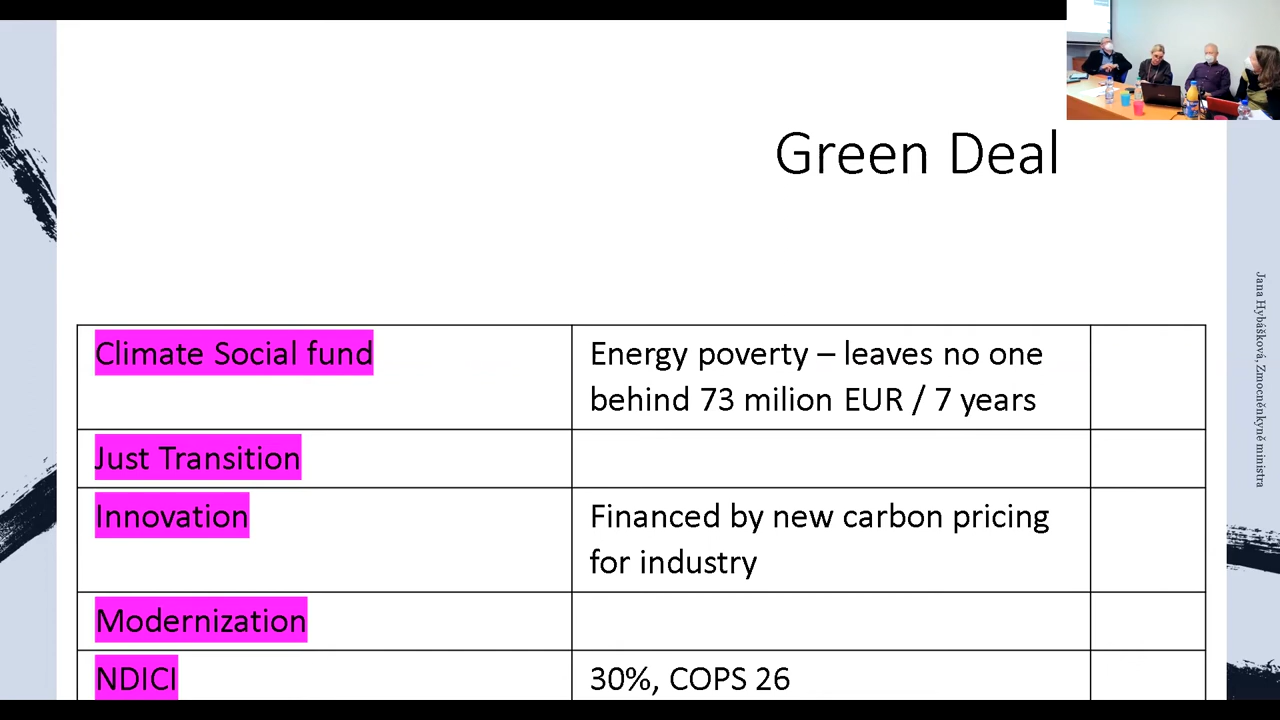 Green Deal
Climate Social fund
Energy poverty – leaves no one
behind 73 milion EUR / 7 years
Just Transition
Innovation
Financed by new carbon pricing
for industry
Modernization
NDICI
30%, COPS 26
Jana Hybášková, Zmocněnkyně ministra